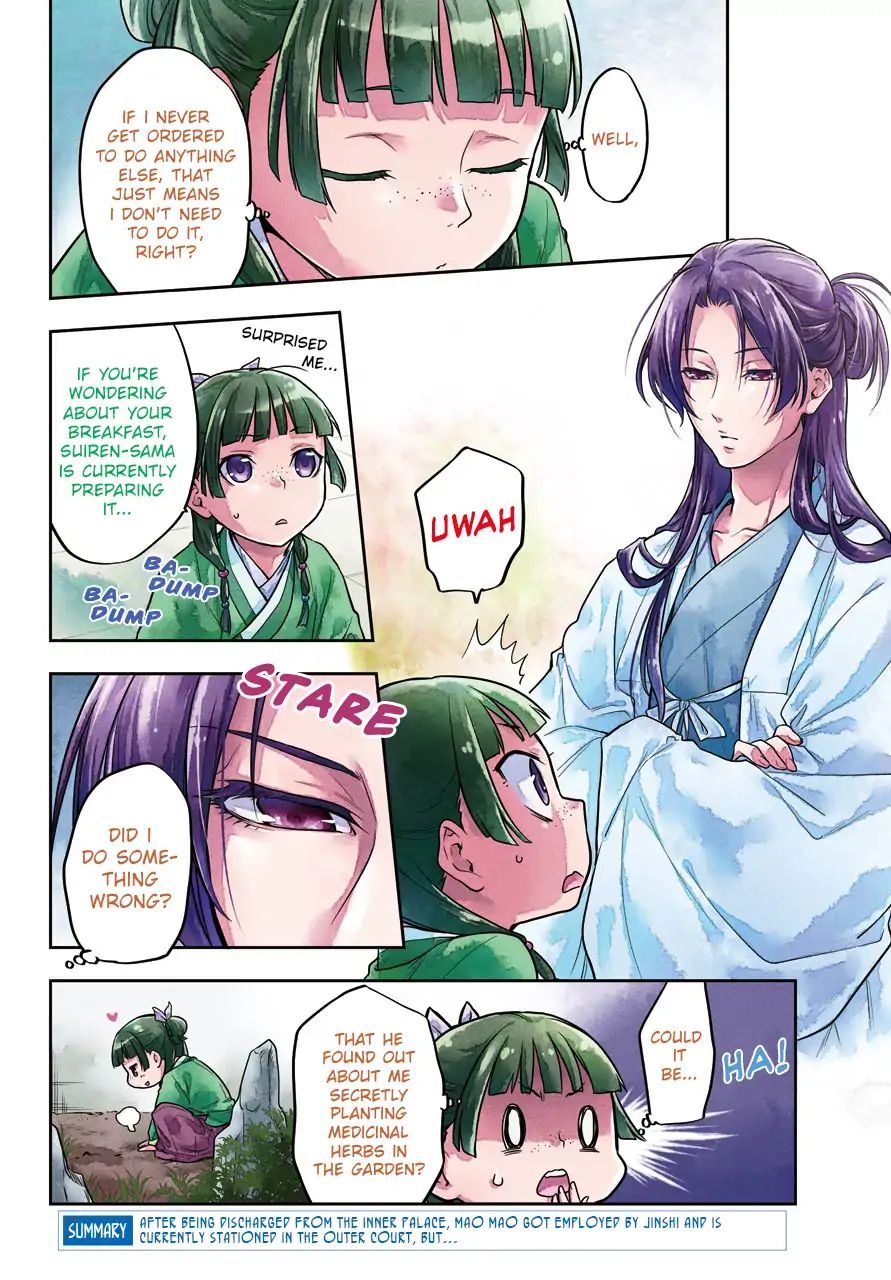 WELL,
IF I NEVER
GET ORDERED
TO DO ANYTHING
ELSE, THAT
JUST MEANS
I DON'T NEED
TO DO IT,
RIGHT?
UWAH
SURPRISED
ME...
IF YOU'RE
WONDERING
ABOUT YOUR
BREAKFAST,
SUIREN-SAMA
IS CURRENTLY
PREPARING
IT...
BA-
DUMP
BA-
DUMP
STARE
DID I
DO SOME-
THING
WRONG?
HA!
COULD
IT
BE...
THAT HE
FOUND OUT
ABOUT ME
SECRETLY
PLANTING
MEDICINAL
HERBS IN
THE GARDEN?
SUMMARY
AFTER BEING DISCHARGED FROM THE INNER PALACE, MAO MAO GOT EMPLOYED BY JINSHI AND IS
CURRENTLY STATIONED IN THE OUTER COURT, BUT...